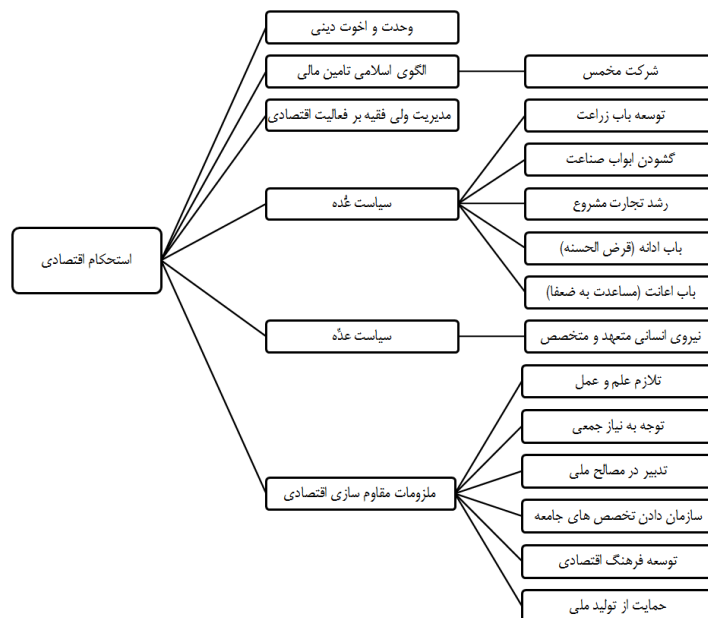 استحکام اقتصادی
وحدت و اخوت دینی
الگوی اسلامی تامین مالی
شرکت مخمس
مدیریت ولی فقیه بر فعالیت اقتصادی
سیاست عُده
توسعه باب زراعت
گشودن ابواب صناعت
رشد تجارت مشروع
باب ادانه (قرض الحسنه)
باب اعانت (مساعدت به ضعفا)
سیاست عدّه
نیروی انسانی متعهد و متخصص
ملزومات مقاوم سازی اقتصادی
تلازم علم و عمل
توجه به نیاز جمعی
تدبیر در مصالح ملی
سازمان دادن تخصص های جامعه
توسعه فرهنگ اقتصادی
حمایت از تولید ملی